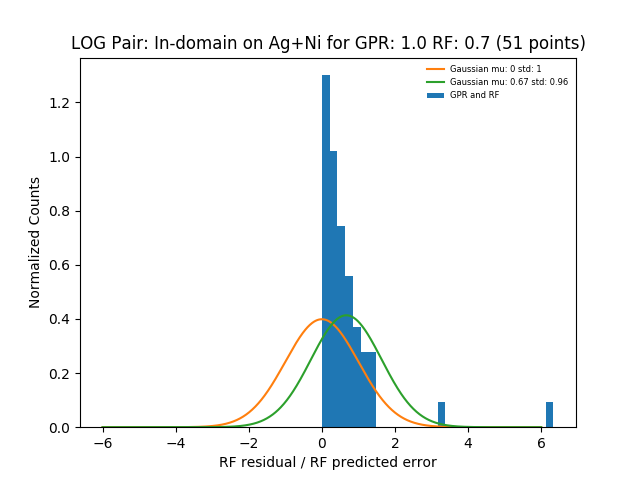 LOG Pair: In-domain on Ag+Ni for GPR: 1.0 RF: 0.7 (51 points)
Gaussian mu: 0 std: 1
Gaussian mu: 0.67 std: 0.96
GPR and RF
Normalized Counts
1.2
1.0
0.8
0.6
0.4
0.2
0.0
−6 −4 −2 0 2 4 6
RF residual / RF predicted error